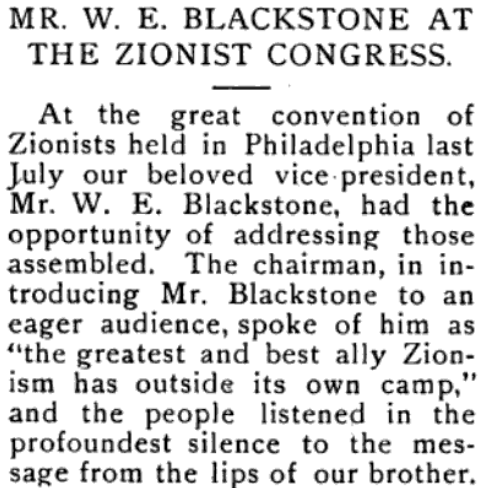 MR. W. E. BLACKSTONE AT
THE ZIONIST CONGRESS.
At the great convention of
Zionists held in Philadelphia last
July our beloved vice-president,
Mr. W. E. Blackstone, had the
opportunity of addressing those
assembled. The chairman, in in-
troducing Mr. Blackstone to an
eager audience, spoke of him as
"the greatest and best ally Zion-
ism has outside its own camp,"
and the people listened in the
profoundest silence to the mes-
sage from the lips of our brother.